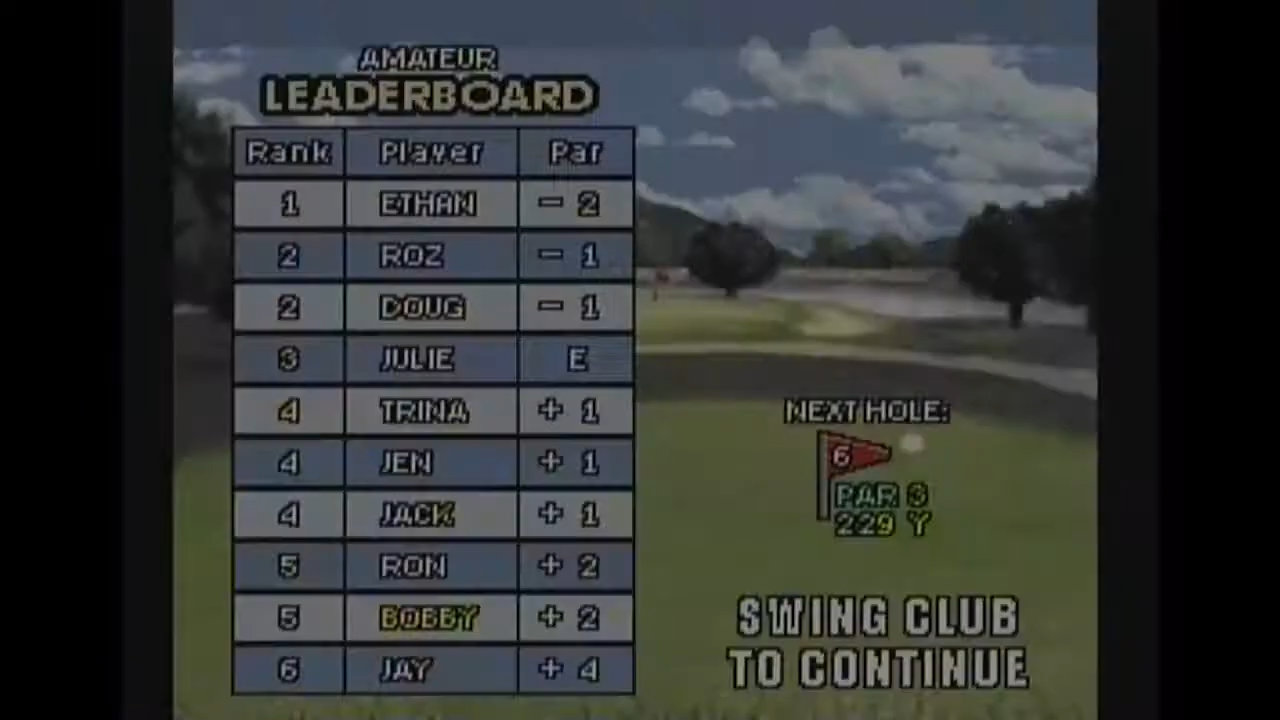 AMATEUR
LEADERBOARD
Rank Player Par
1 ETHAN - 2
2 ROZ - 1
2 DOUG - 1
3 JULIE E
4 TRINA + 1
4 JEN + 1
4 JACK + 1
5 RON + 2
5 BOBBY + 2
6 JAY + 4
NEXT HOLE:
6
PAR 3
229 Y
SWING CLUB
TO CONTINUE